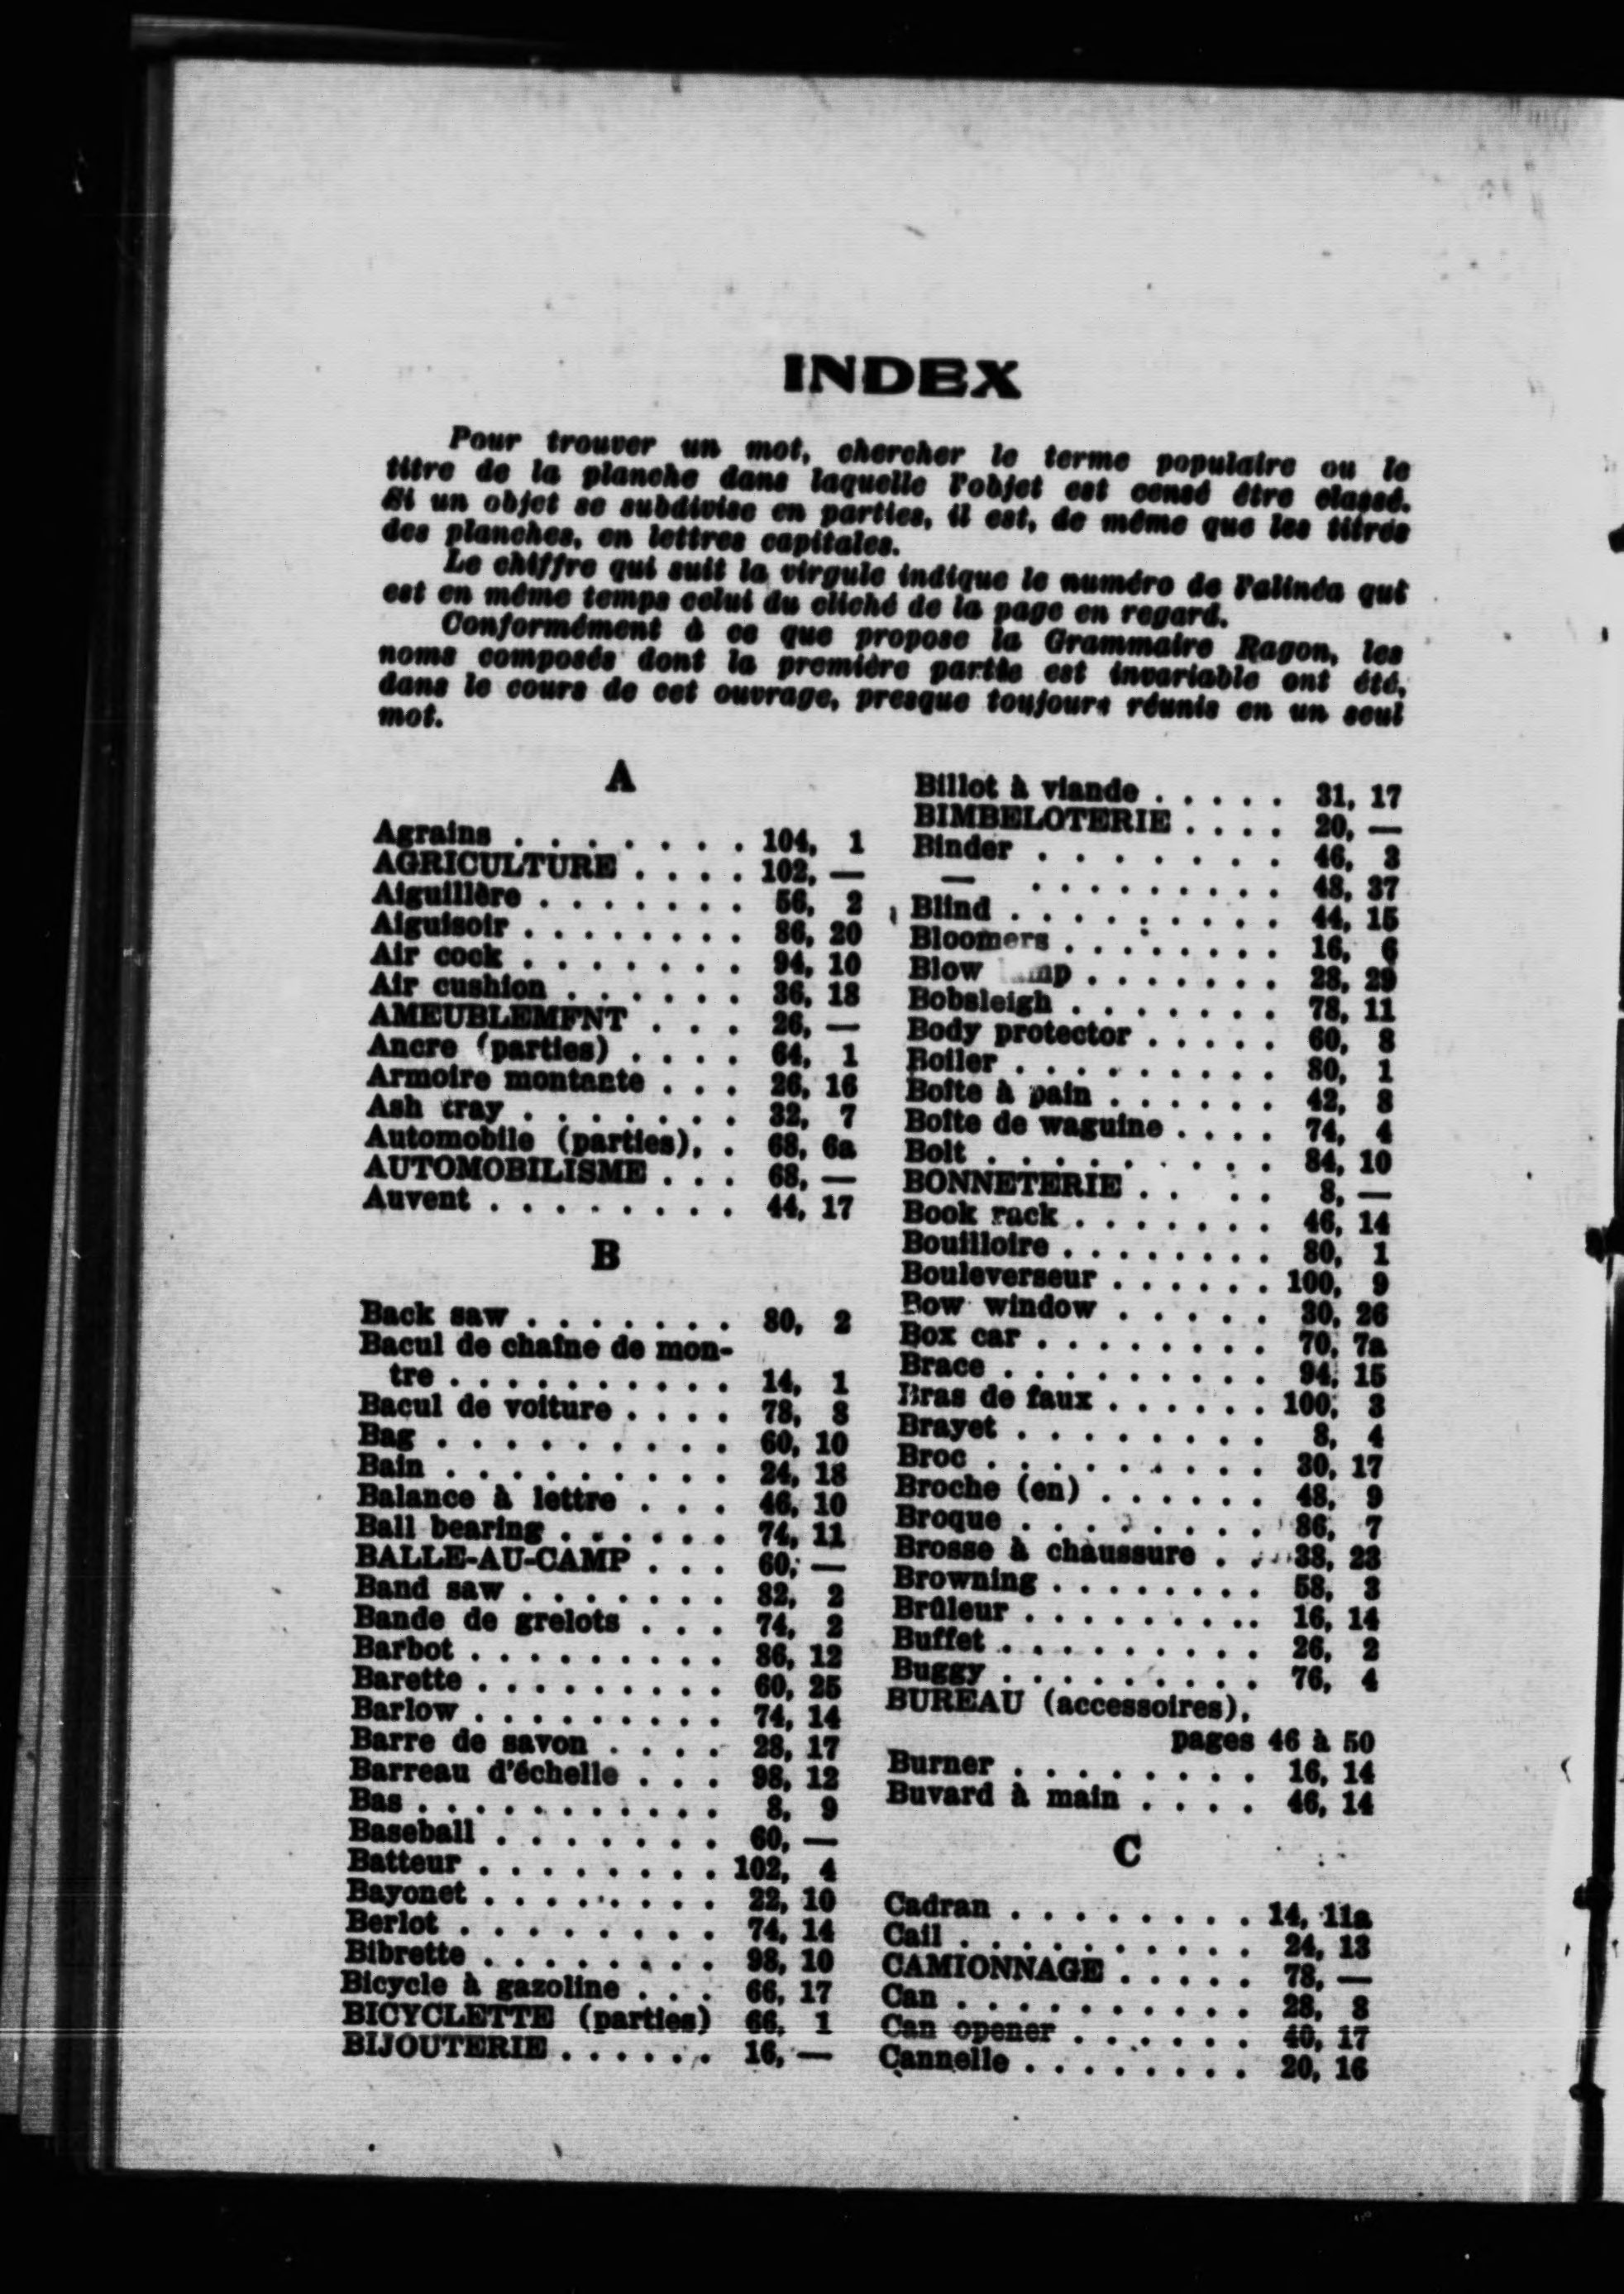 INDEX
Pour trouver un mot, chercher le terme populaire ou le
titre de la planche dans laquelle l'objet est censé être classé.
Si un objet se subdivise en parties, il est, de même que les titres
des planches, en lettres capitales.
Le chiffre qui suit la virgule indique le numéro de l'alinéa qui
est en même temps celui du cliché de la page en regard.
Conformément à ce que propose la Grammaire Ragon, les
noms composés dont la première partie est invariable ont été,
dans le cours de cet ouvrage, presque toujours réunis en un seul
mot.
A
Agrains . . . . . . . . 104, 1
AGRICULTURE . . . . 102, —
Aiguillère . . . . . . . 56, 2
Aiguisoir . . . . . . . . 86, 20
Air cock . . . . . . . 94, 10
Air cushion . . . . . . 36, 18
AMEUBLEMENT . . . 26, —
Ancre (parties) . . . . 64, 1
Armoire montante . . . 26, 16
Ash tray . . . . . . . 32, 7
Automobile (parties), . 68, 6a
AUTOMOBILISME . . . 68, —
Auvent . . . . . . . . . 44, 17
B
Back saw . . . . . . . 80, 2
Bacul de chaîne de mon-
tre . . . . . . . . . . 14, 1
Bacul de voiture . . . . 78, 8
Bag . . . . . . . . . . 60, 10
Bain . . . . . . . . . . 24, 18
Balance à lettre . . . 46, 10
Ball bearing . . . . . . 74, 11
BALLE-AU-CAMP . . . 60, —
Band saw . . . . . . . 82, 2
Bande de grelots . . . 74, 2
Barbot . . . . . . . . . 86, 12
Barette . . . . . . . . . 60, 25
Barlow . . . . . . . . . 74, 14
Barre de savon . . . . 28, 17
Barreau d'échelle . . . 98, 12
Bas . . . . . . . . . . . 8, 9
Baseball . . . . . . . 60, —
Batteur . . . . . . . . 102, 4
Bayonet . . . . . . . . 22, 10
Berlot . . . . . . . . . 74, 14
Bibrette . . . . . . . . 98, 10
Bicycle à gazoline . . . 66, 17
BICYCLETTE (parties) 66, 1
BIJOUTERIE . . . . . . 16, —
Billot à viande . . . . . 31, 17
BIMBELOTERIE . . . . 20, —
Binder . . . . . . . . 46, 3
— . . . . . . . . . 48, 37
Blind . . . . . . . . . . 44, 15
Bloomers . . . . . . . . 16, 6
Blow . . . . . . . 28, 29
Bobsleigh . . . . . . . 78, 11
Body protector . . . . . 60, 8
Boiler . . . . . . . . . 80, 1
Boîte à pain . . . . . . 42, 8
Boîte de waguine . . . . 74, 4
Bolt . . . . . . . . . . 84, 10
BONNETERIE . . . . 8, —
Book rack . . . . . . . 46, 14
Bouilloire . . . . . . . . 80, 1
Bouleverseur . . . . . . 100, 9
Bow window . . . . . 30, 26
Box car . . . . . . . . 70, 7a
Brace . . . . . . . . . . 94, 15
Bras de faux . . . . . . 100, 3
Brayet . . . . . . . . 8, 4
Broc . . . . . . . . . . 30, 17
Broche (en) . . . . . . 48, 9
Broque . . . . . . . . . 86, 7
Brosse à chaussure . . 38, 23
Browning . . . . . . . . 58, 3
Brûleur . . . . . . . . . 16, 14
Buffet . . . . . . . . . 26, 2
Buggy . . . . . . . . . 76, 4
BUREAU (accessoires),
pages 46 à 50
Burner . . . . . . . . . 16, 14
Buvard à main . . . . 46, 14
C
Cadran . . . . . . . . 14, 11a
Cail . . . . . . . . . . 24, 13
CAMIONNAGE . . . . . 78, —
Can . . . . . . . . . . 28, 8
Can opener . . . . . . 40, 17
Cannelle . . . . . . . . 20, 16